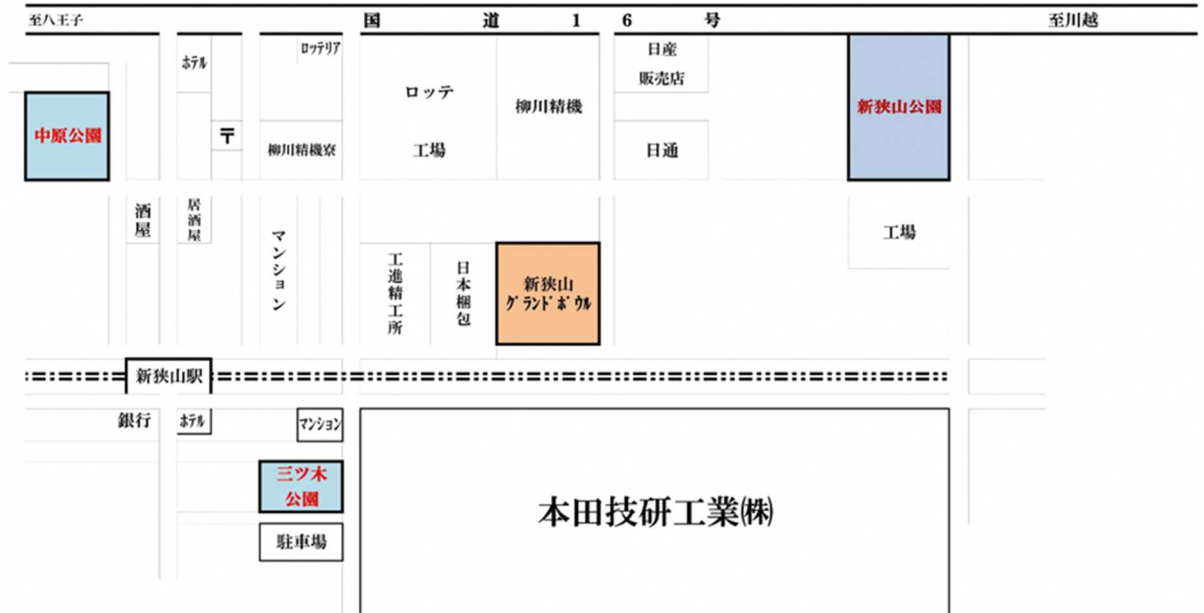 至八王子
国道16号
至川越
ホテル
ロッテリア
日産
販売店
ロッテ
工場
柳川精機
新狭山公園
中原公園
〒
柳川精機寮
日通
酒屋
居酒屋
マンション
工場
工進精工所
日本梱包
新狭山
グランドボウル
新狭山駅
銀行
ホテル
マンション
三ツ木
公園
本田技研工業㈱
駐車場